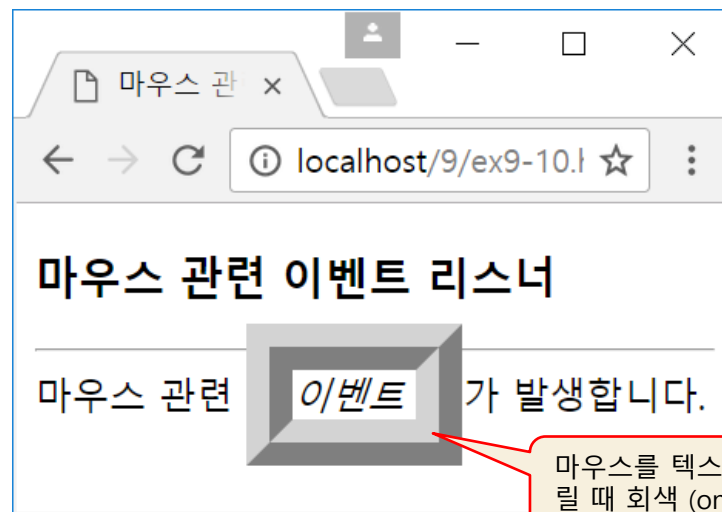 마우스 관
localhost/9/ex9-10.h
마우스 관련 이벤트 리스너
마우스 관련 이벤트 가 발생합니다.
마우스를 텍스
릴 때 회색 (on